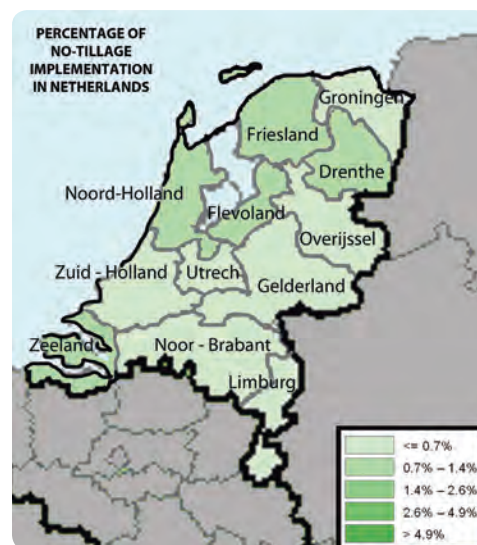 PERCENTAGE OF
NO-TILLAGE
IMPLEMENTATION
IN NETHERLANDS
Groningen
Friesland
Drenthe
Noord-Holland
Flevoland
Overijssel
Zuid - Holland
Utrech
Gelderland
Zeeland
Noor - Brabant
Limburg
<= 0.7%
0.7% – 1.4%
1.4% – 2.6%
2.6% – 4.9%
> 4.9%